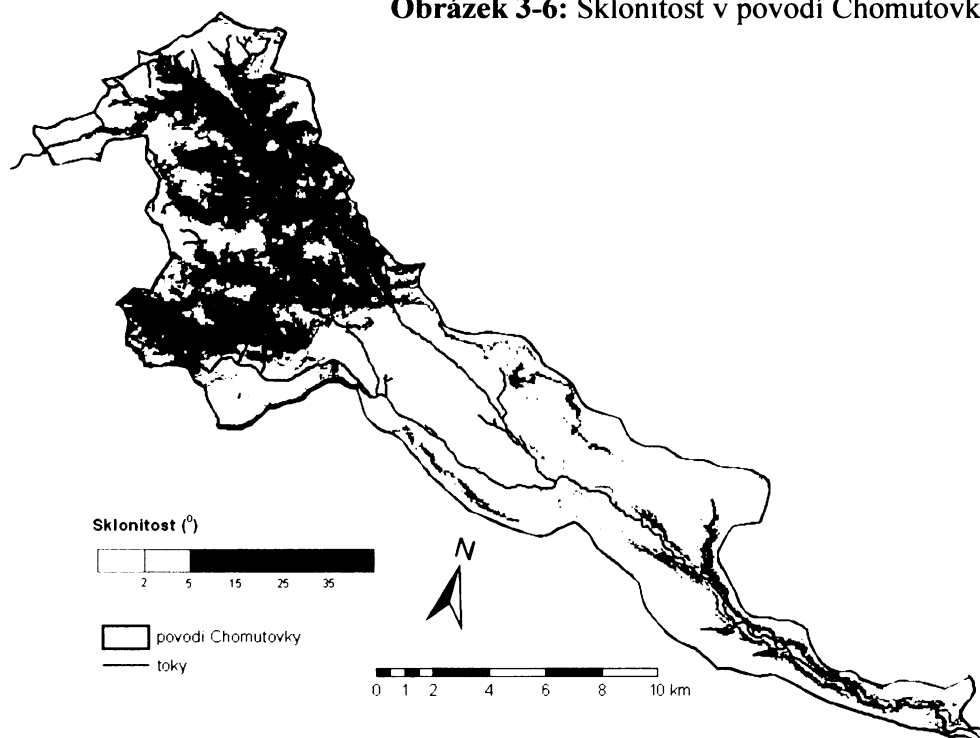 Obrázek 3-6: Sklonitost v povodí Chomutovk
Sklonitost (⁰)
2 5 15 25 35
N
povodí Chomutovky
toky
0 1 2 4 6 8 10 km